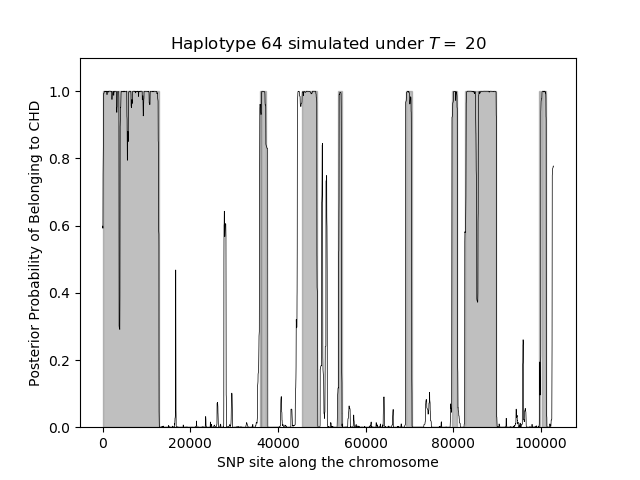 Haplotype 64 simulated under T = 20
Posterior Probability of Belonging to CHD
1.0
0.8
0.6
0.4
0.2
0.0
0 20000 40000 60000 80000 100000
SNP site along the chromosome